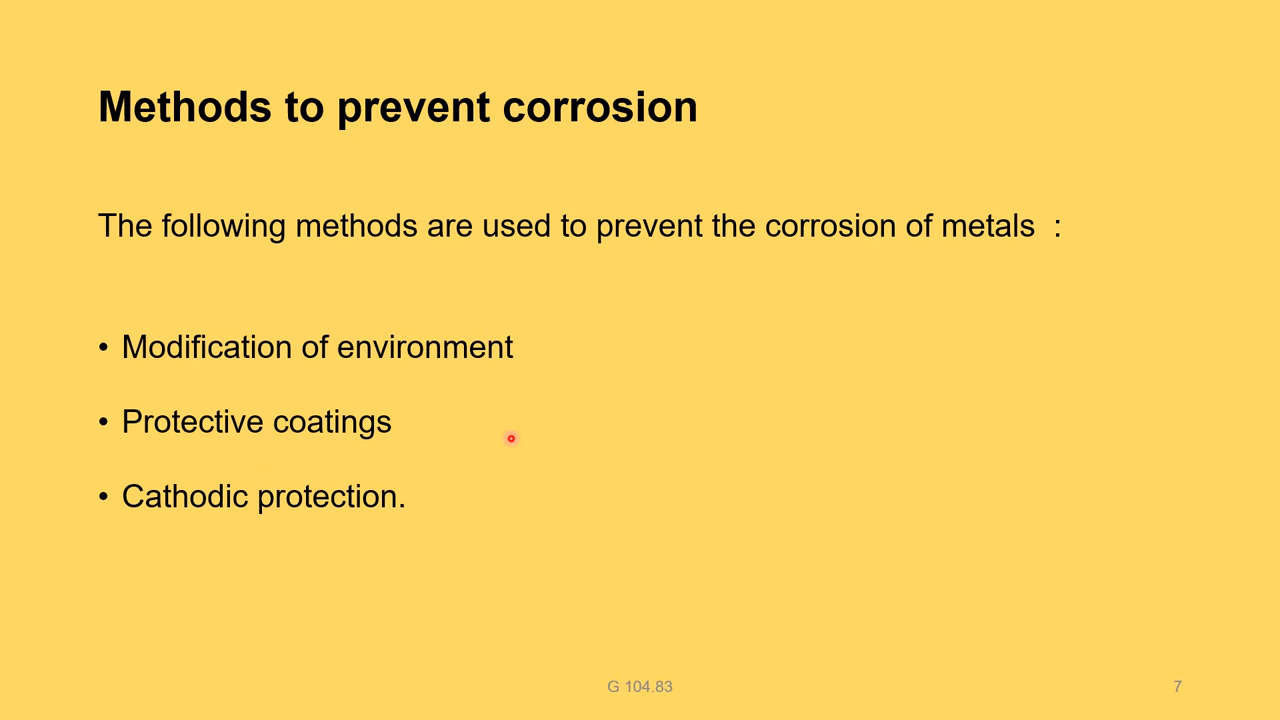 Methods to prevent corrosion
The following methods are used to prevent the corrosion of metals  :
• Modification of environment
• Protective coatings
• Cathodic protection.
G 104.83
7